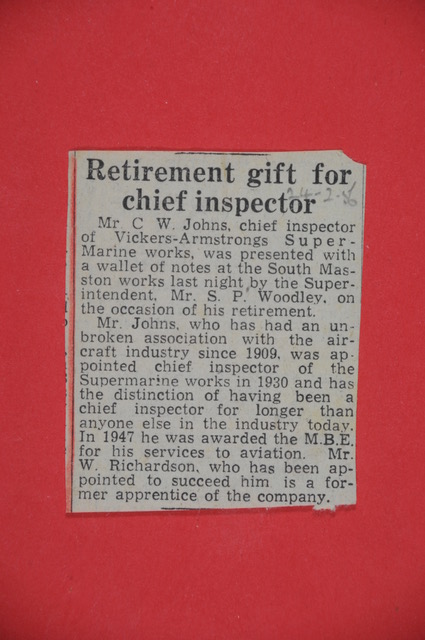 Retirement gift for
chief inspector
24-2-56
Mr C W. Johns, chief inspector
of Vickers-Armstrongs Super-
Marine works, was presented with
a wallet of notes at the South Mas-
ston works last night by the Super-
intendent, Mr. S. P. Woodley, on
the occasion of his retirement.
Mr. Johns, who has had an un-
broken association with the air-
craft industry since 1909, was ap-
pointed chief inspector of the
Supermarine works in 1930 and has
the distinction of having been a
chief inspector for longer than
anyone else in the industry today.
In 1947 he was awarded the M.B.E.
for his services to aviation. Mr.
W. Richardson, who has been ap-
pointed to succeed him is a for-
mer apprentice of the company.